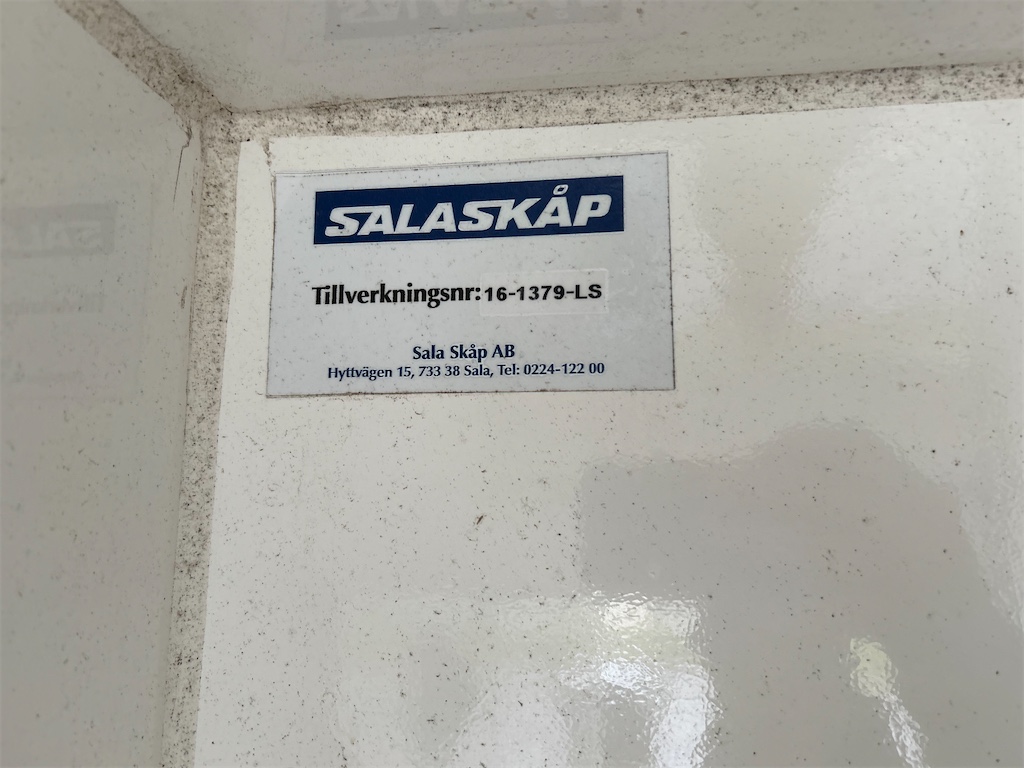 SALASKÅP
Tillverkningsnr: 16-1379-LS
Sala Skåp AB
Hyttvägen 15, 733 38 Sala, Tel: 0224-122 00